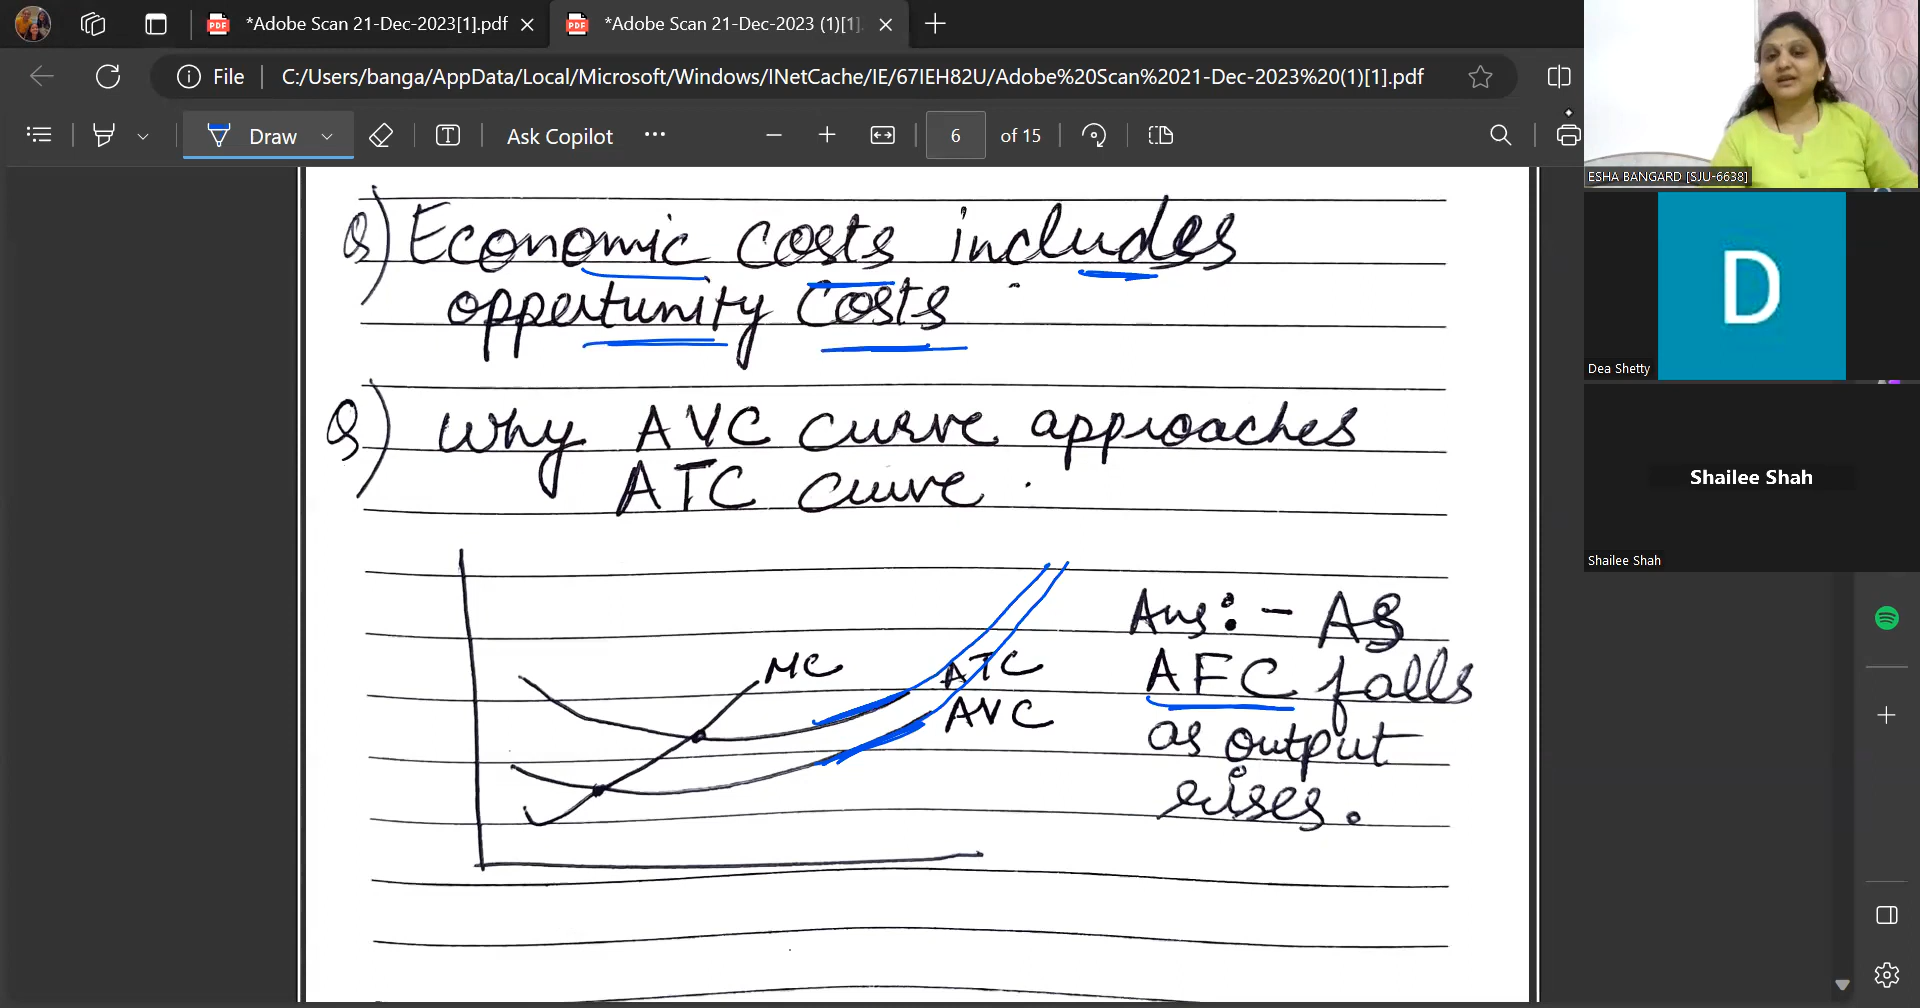 *Adobe Scan 21-Dec-2023[1].pdf
*Adobe Scan 21-Dec-2023 (1)[1].
File
C:/Users/banga/AppData/Local/Microsoft/Windows/INetCache/IE/67IEH82U/Adobe%20Scan%2021-Dec-2023%20(1)[1].pdf
Draw
Ask Copilot
6 of 15
ESHA BANGARD [SJU-6638]
Q) Economic costs includes
oppertunity costs.
D
Dea Shetty
Q) Why AVC curve approaches
ATC curve.
Shailee Shah
Shailee Shah
MC
ATC
AVC
Ans:- As
AFC falls
as output
rises.